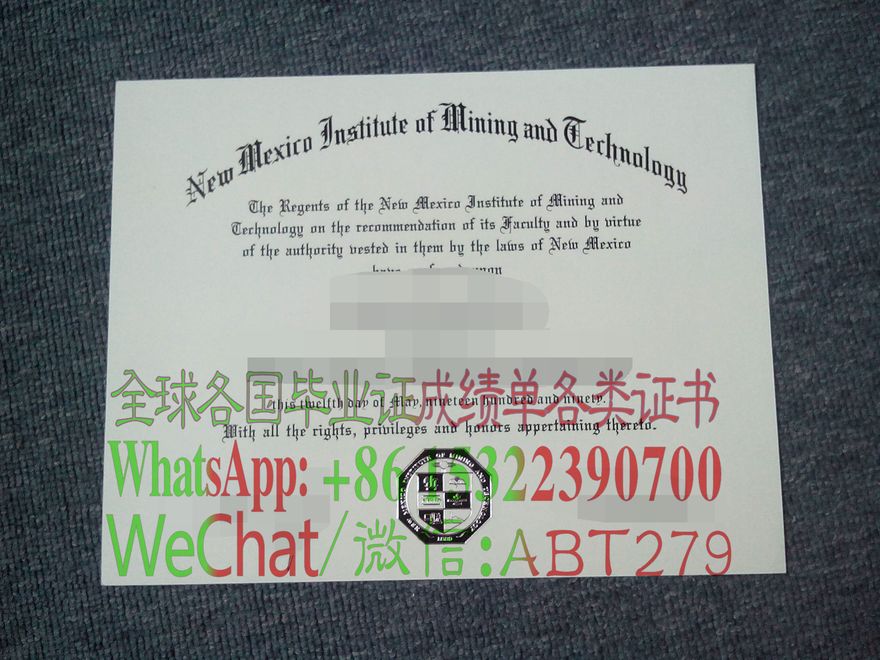 New Mexico Institute of Mining and Technology
The Regents of the New Mexico Institute of Mining and
Technology on the recommendation of its Faculty and by virtue
of the authority vested in them by the laws of New Mexico
have upon
全球各国毕业证成绩单各类证书
this twelfth day of May, nineteen hundred and ninety.
With all the rights, privileges and honors appertaining thereto.
WhatsApp: +86 22390700
WeChat/微信:ABT279